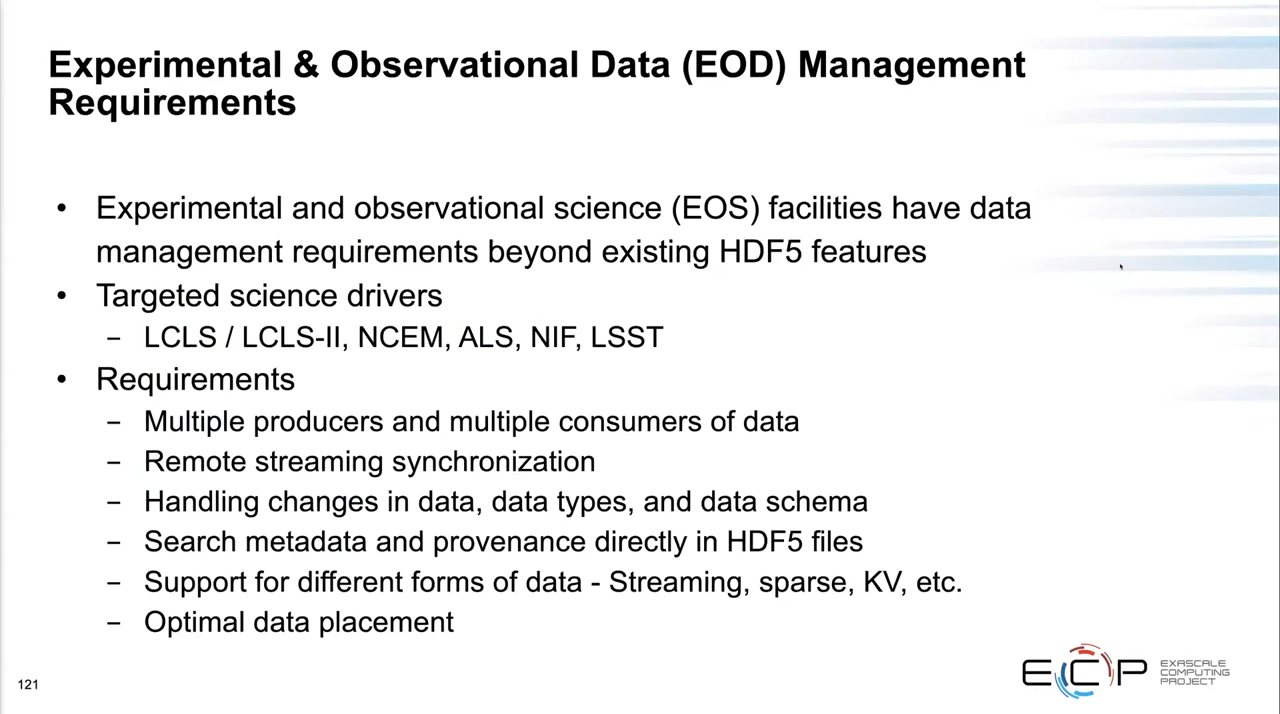 Experimental & Observational Data (EOD) Management
Requirements
• Experimental and observational science (EOS) facilities have data
management requirements beyond existing HDF5 features
• Targeted science drivers
– LCLS / LCLS-II, NCEM, ALS, NIF, LSST
• Requirements
– Multiple producers and multiple consumers of data
– Remote streaming synchronization
– Handling changes in data, data types, and data schema
– Search metadata and provenance directly in HDF5 files
– Support for different forms of data - Streaming, sparse, KV, etc.
– Optimal data placement
121
ECP
EXASCALE
COMPUTING
PROJECT